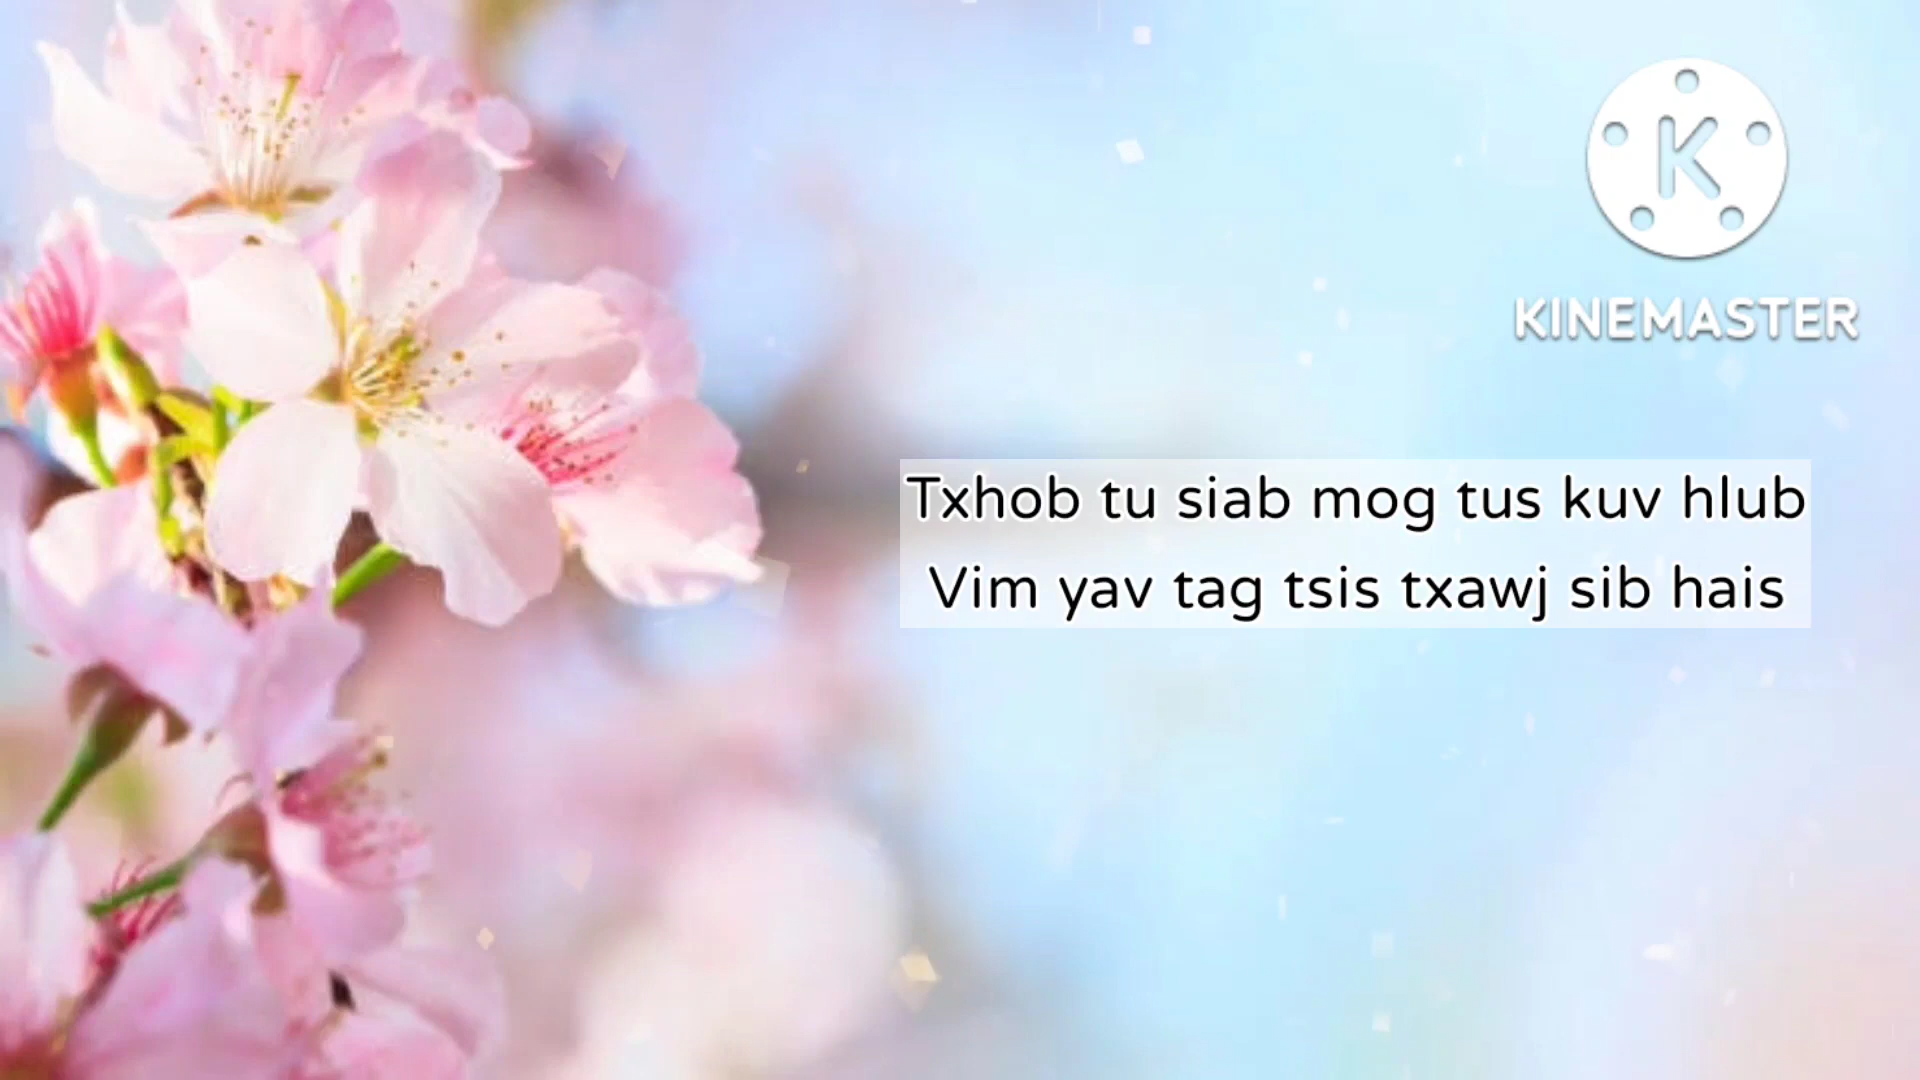 K
KINEMASTER
Txhob tu siab mog tus kuv hlub
Vim yav tag tsis txawj sib hais